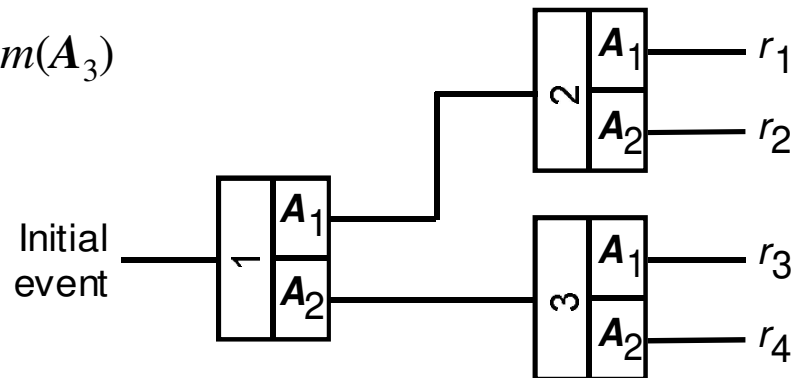 m(A₃)
Initial
event
1
A₁
A₂
2
A₁
A₂
r₁
r₂
3
A₁
A₂
r₃
r₄